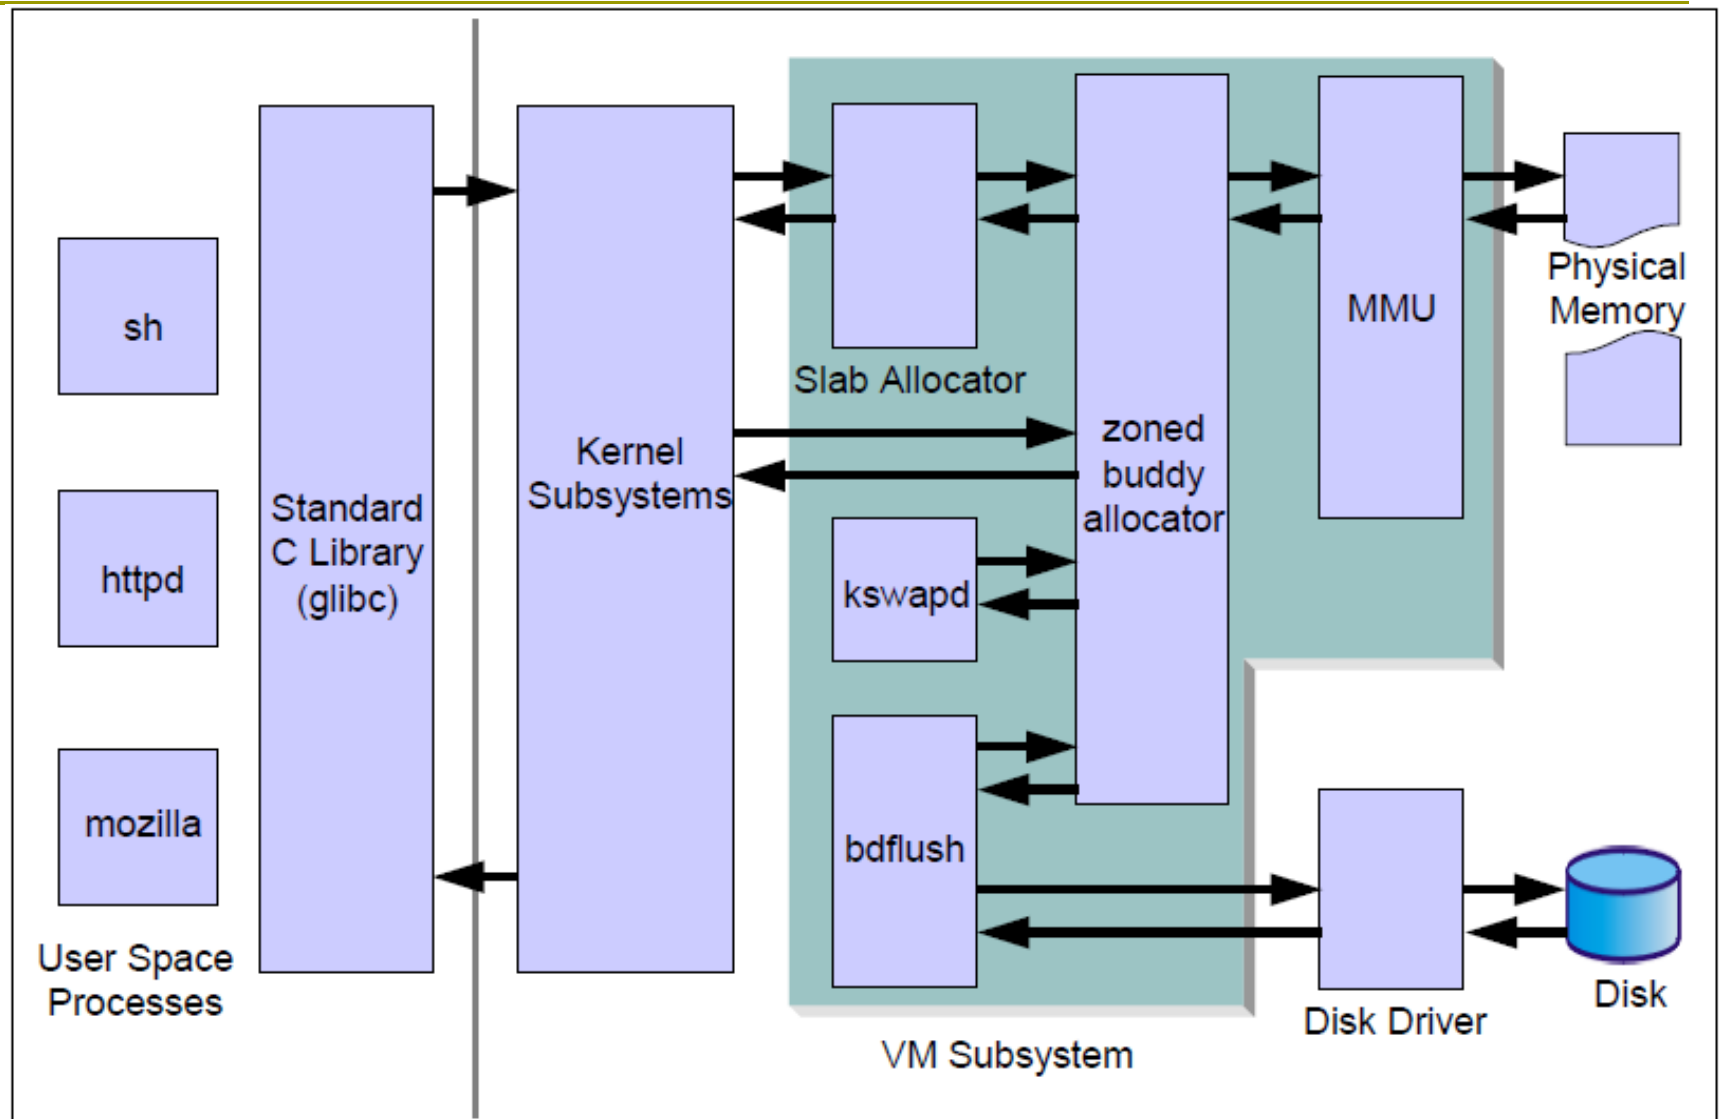 sh
httpd
mozilla
User Space
Processes
Standard
C Library
(glibc)
Kernel
Subsystems
Slab Allocator
kswapd
bdflush
zoned
buddy
allocator
MMU
Physical
Memory
Disk Driver
Disk
VM Subsystem